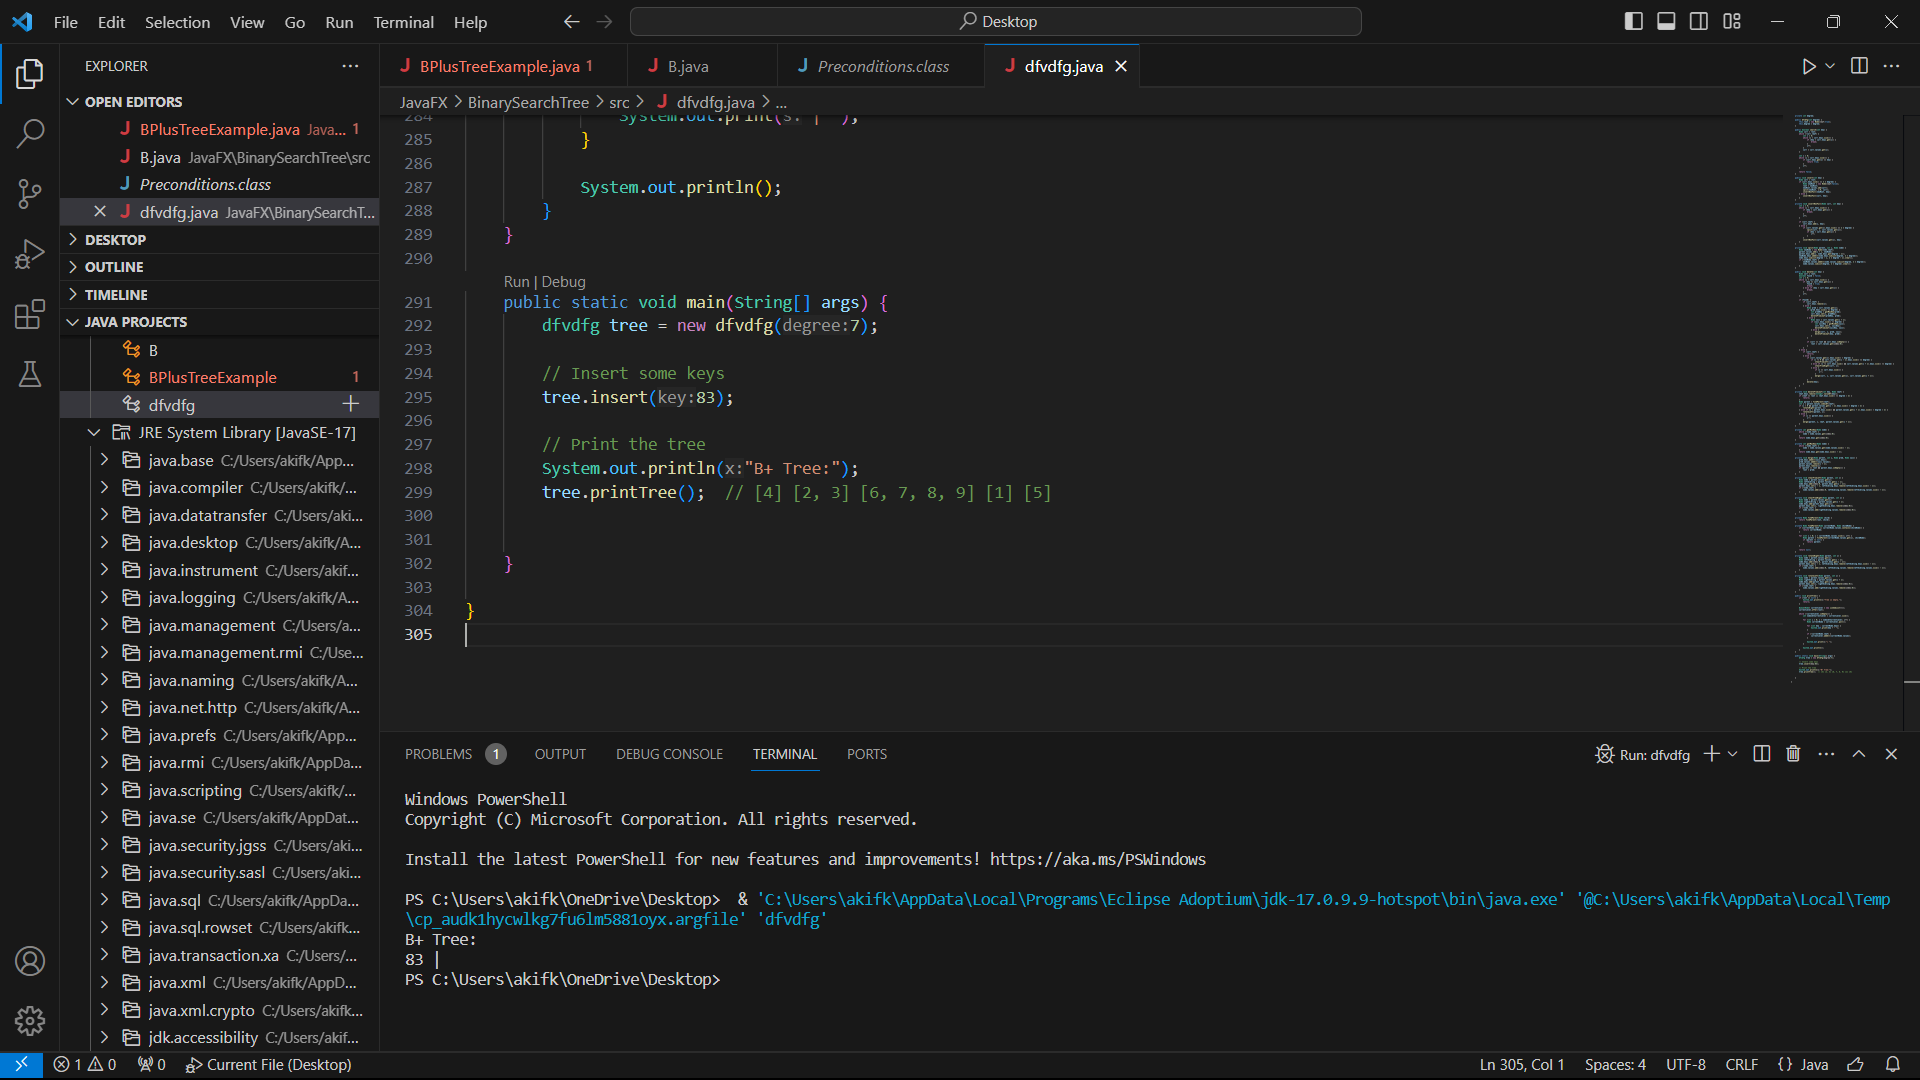 File Edit Selection View Go Run Terminal Help
Desktop
EXPLORER
OPEN EDITORS
BPlusTreeExample.java Java... 1
B.java JavaFX\BinarySearchTree\src
Preconditions.class
dfvdfg.java JavaFX\BinarySearchT...
DESKTOP
OUTLINE
TIMELINE
JAVA PROJECTS
B
BPlusTreeExample 1
dfvdfg
JRE System Library [JavaSE-17]
java.base C:/Users/akifk/App...
java.compiler C:/Users/akifk/...
java.datatransfer C:/Users/aki...
java.desktop C:/Users/akifk/A...
java.instrument C:/Users/akif...
java.logging C:/Users/akifk/A...
java.management C:/Users/a...
java.management.rmi C:/Use...
java.naming C:/Users/akifk/A...
java.net.http C:/Users/akifk/A...
java.prefs C:/Users/akifk/App...
java.rmi C:/Users/akifk/AppDa...
java.scripting C:/Users/akifk/...
java.se C:/Users/akifk/AppDat...
java.security.jgss C:/Users/aki...
java.security.sasl C:/Users/aki...
java.sql C:/Users/akifk/AppDa...
java.sql.rowset C:/Users/akifk...
java.transaction.xa C:/Users/...
java.xml C:/Users/akifk/AppD...
java.xml.crypto C:/Users/akifk...
jdk.accessibility C:/Users/akif...
BPlusTreeExample.java 1
B.java
Preconditions.class
dfvdfg.java
JavaFX > BinarySearchTree > src > dfvdfg.java > ...
284 System.out.print(s: " | ");
285 }
286
287 System.out.println();
288 }
289 }
290
Run | Debug
291 public static void main(String[] args) {
292 dfvdfg tree = new dfvdfg(degree:7);
293
294 // Insert some keys
295 tree.insert(key:83);
296
297 // Print the tree
298 System.out.println(x:"B+ Tree:");
299 tree.printTree(); // [4] [2, 3] [6, 7, 8, 9] [1] [5]
300
301
302 }
303
304 }
305
PROBLEMS 1 OUTPUT DEBUG CONSOLE TERMINAL PORTS
Run: dfvdfg
Windows PowerShell
Copyright (C) Microsoft Corporation. All rights reserved.
Install the latest PowerShell for new features and improvements! https://aka.ms/PSWindows
PS C:\Users\akifk\OneDrive\Desktop> & 'C:\Users\akifk\AppData\Local\Programs\Eclipse Adoptium\jdk-17.0.9.9-hotspot\bin\java.exe' '@C:\Users\akifk\AppData\Local\Temp
\cp_audk1hycwlkg7fu6lm5881oyx.argfile' 'dfvdfg'
B+ Tree:
83 |
PS C:\Users\akifk\OneDrive\Desktop>
1 0 0 Current File (Desktop)
Ln 305, Col 1 Spaces: 4 UTF-8 CRLF {} Java